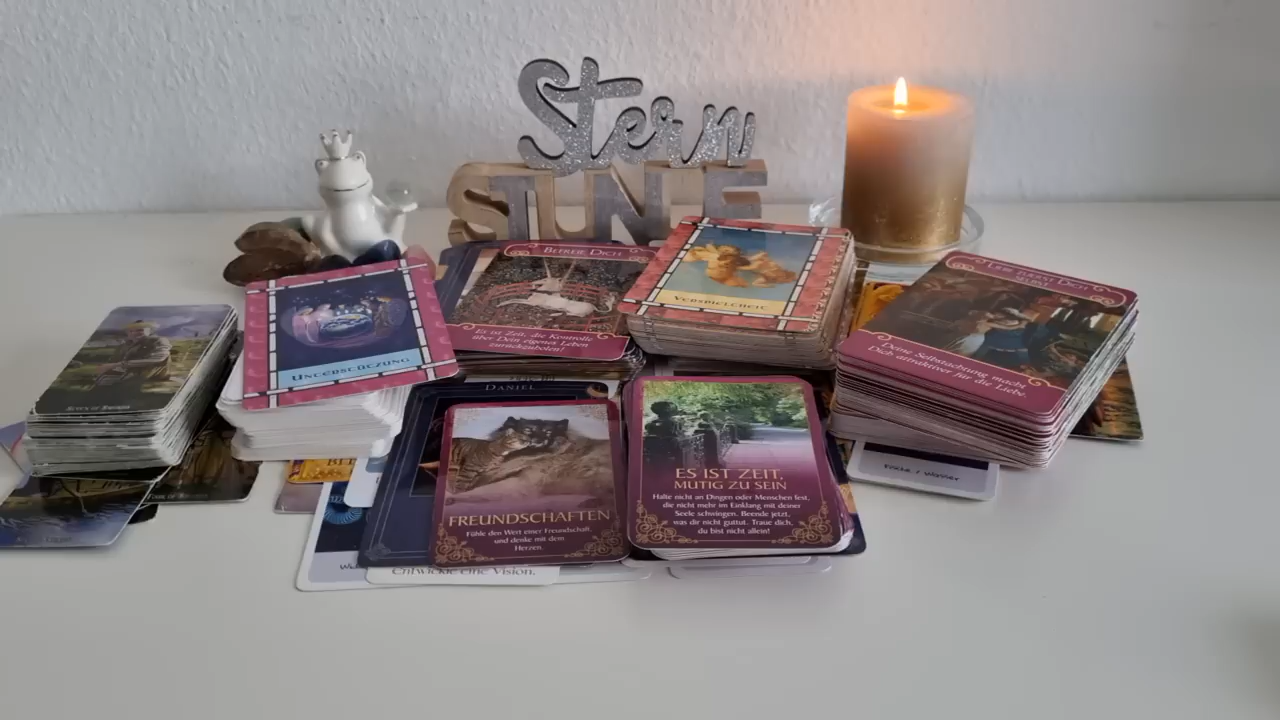 Stern
STUNDE
BEFREIE DICH
Es ist Zeit, die Kontrolle
über Dein eigenes Leben
zurückzuholen!
VERSPIELTHEIT
UNTERSTÜTZUNG
Deine Selbstachtung macht
Dich attraktiver für die Liebe.
DANIEL
FREUNDSCHAFTEN
Fühle den Wert einer Freundschaft,
und denke mit dem
Herzen.
ES IST ZEIT,
MUTIG ZU SEIN
Halte nicht an Dingen oder Menschen fest,
die nicht mehr im Einklang mit deiner
Seele schwingen. Beende jetzt,
was dir nicht guttut. Traue dich,
du bist nicht allein!
Entwickle eine Vision.